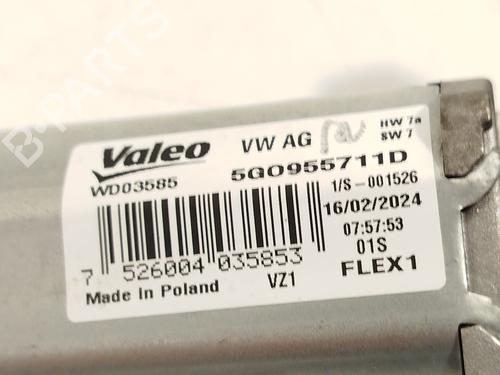 Valeo
VW AG
HW 7a
SW 7
WD03585
5G0955711D
1/S-001526
16/02/2024
07:57:53
01S
7 526004 035853
Made In Poland
VZ1
FLEX1
B-PARTS